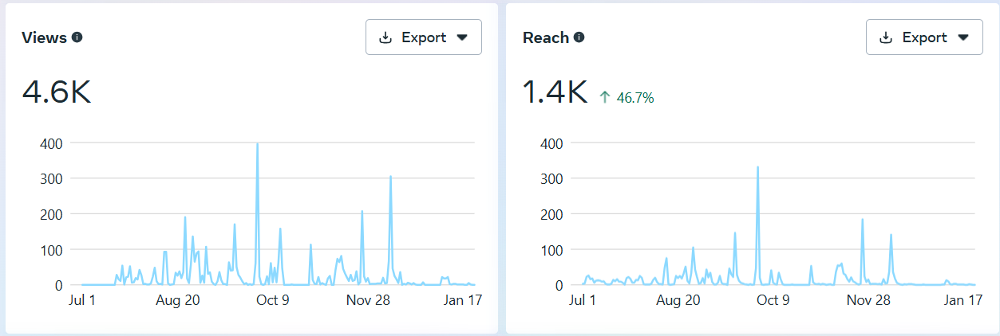 Views
Export
4.6K
400
300
200
100
0
Jul 1 Aug 20 Oct 9 Nov 28 Jan 17
Reach
Export
1.4K ↑ 46.7%
400
300
200
100
0
Jul 1 Aug 20 Oct 9 Nov 28 Jan 17